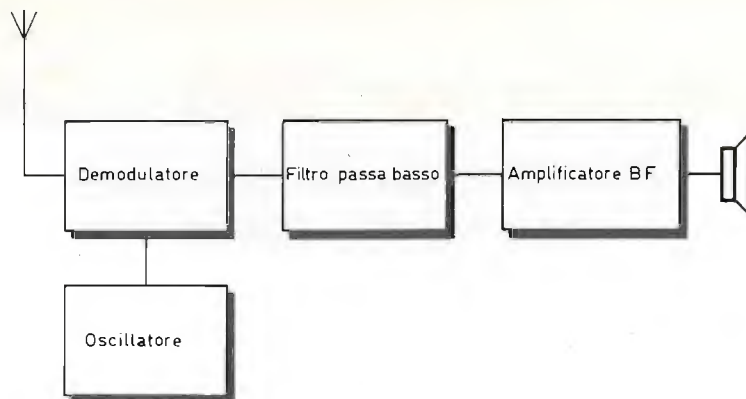 Demodulatore
Filtro passa basso
Amplificatore BF
Oscillatore